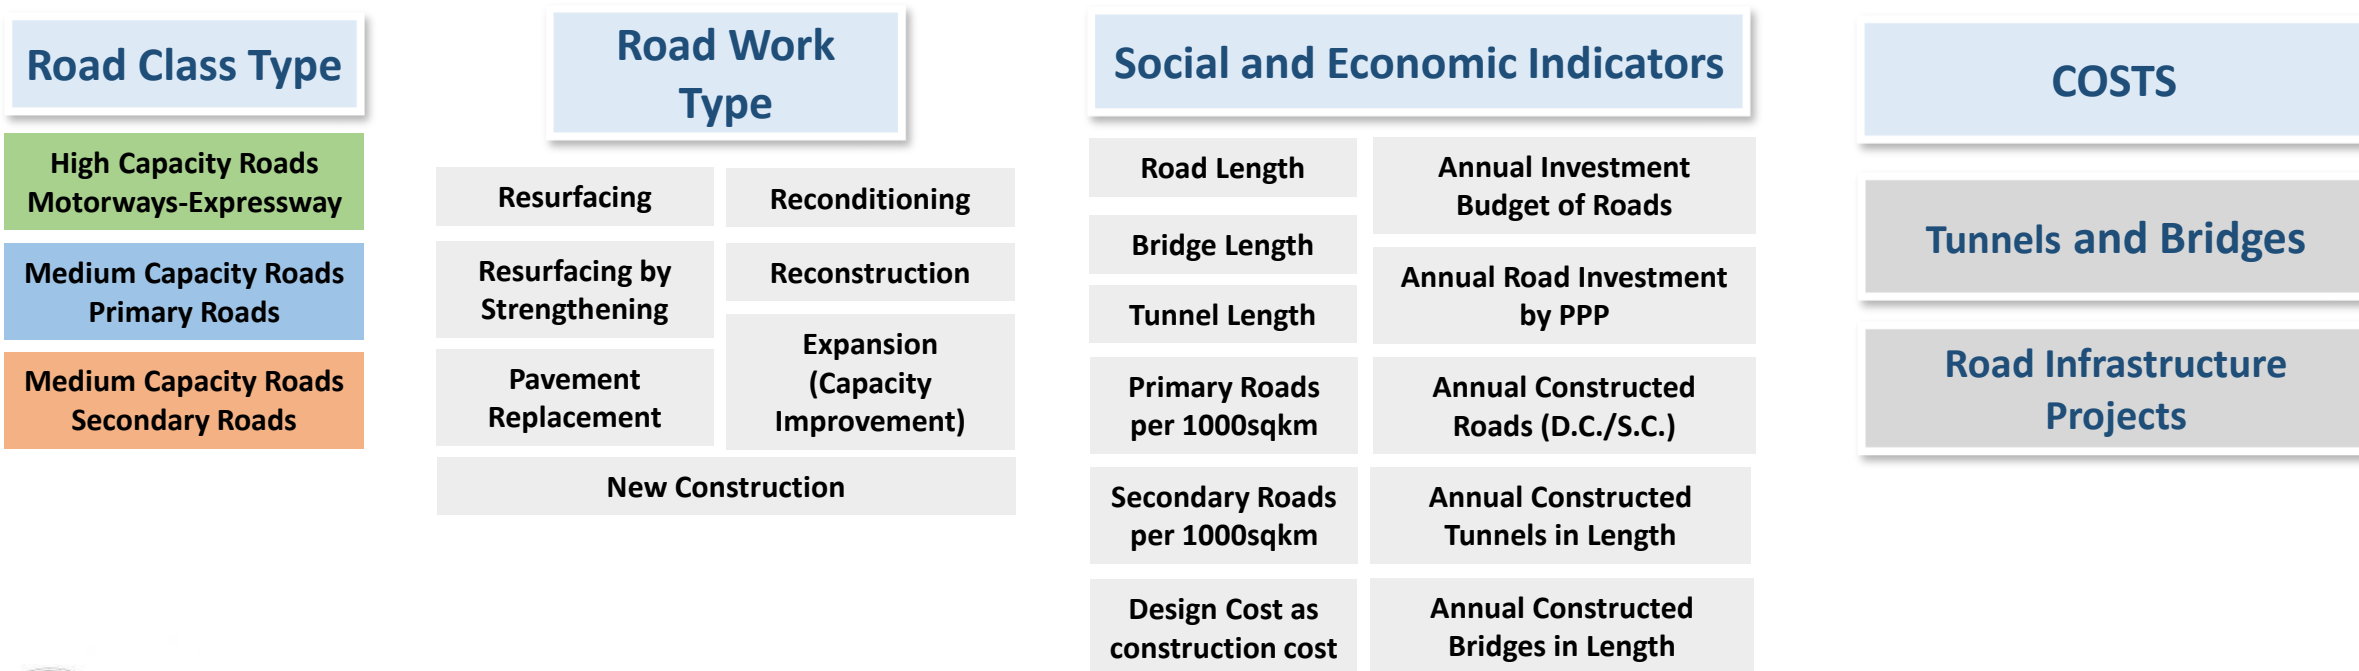 Road Class Type
High Capacity Roads
Motorways-Expressway
Medium Capacity Roads
Primary Roads
Medium Capacity Roads
Secondary Roads
Road Work
Type
Resurfacing
Reconditioning
Resurfacing by
Strengthening
Reconstruction
Pavement
Replacement
Expansion
(Capacity
Improvement)
New Construction
Social and Economic Indicators
Road Length
Bridge Length
Tunnel Length
Primary Roads
per 1000sqkm
Secondary Roads
per 1000sqkm
Design Cost as
construction cost
Annual Investment
Budget of Roads
Annual Road Investment
by PPP
Annual Constructed
Roads (D.C./S.C.)
Annual Constructed
Tunnels in Length
Annual Constructed
Bridges in Length
COSTS
Tunnels and Bridges
Road Infrastructure
Projects